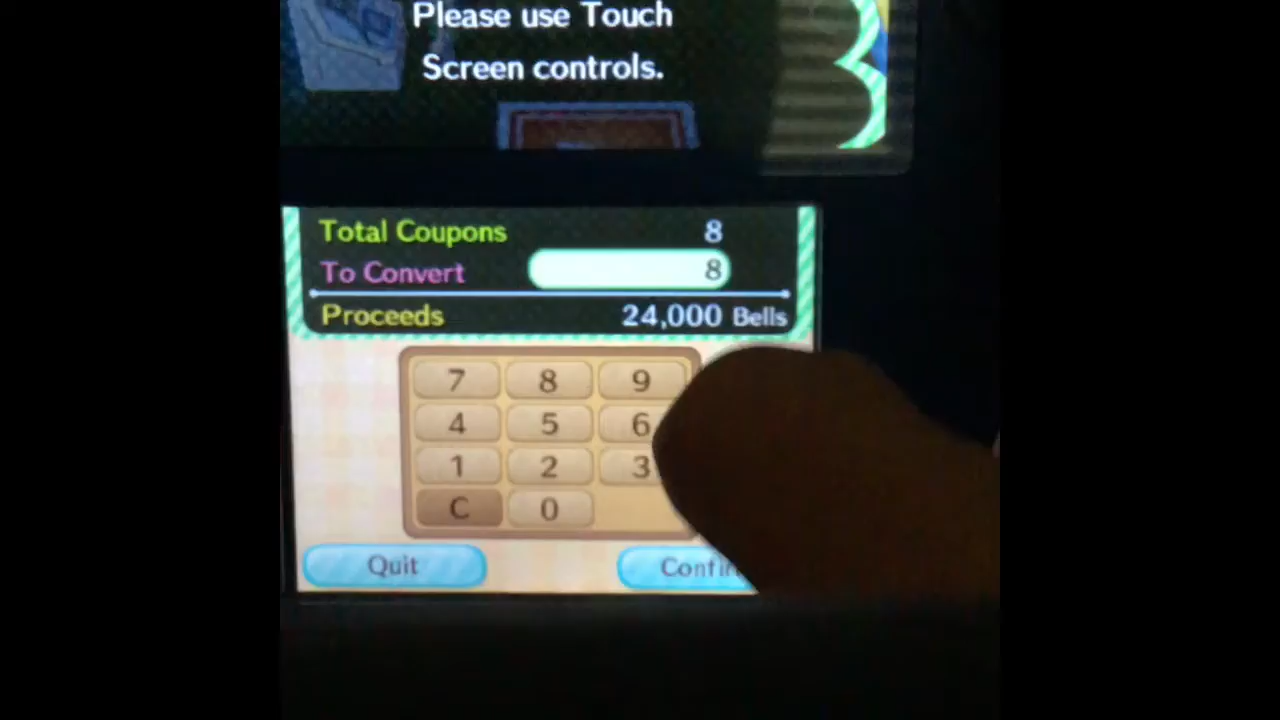 Please use Touch
Screen controls.
Total Coupons 8
To Convert 8
Proceeds 24,000 Bells
7 8 9
4 5 6
1 2 3
C 0
Quit